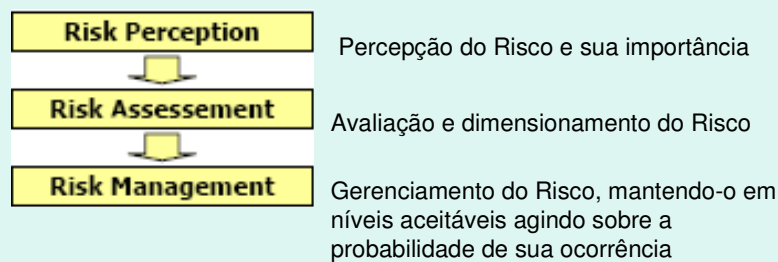 Risk Perception
Percepção do Risco e sua importância
Risk Assessement
Avaliação e dimensionamento do Risco
Risk Management
Gerenciamento do Risco, mantendo-o em
níveis aceitáveis agindo sobre a
probabilidade de sua ocorrência